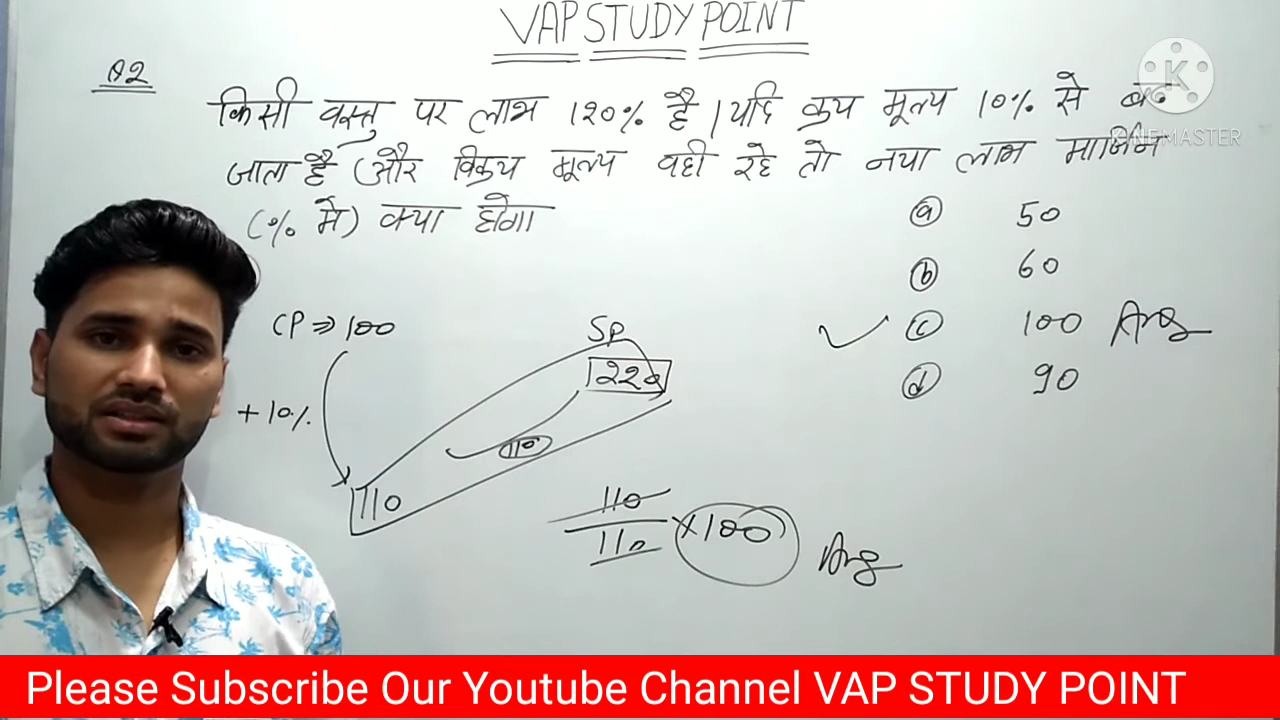 VAP STUDY POINT
Q2
किसी वस्तु पर लाभ 120% है। यदि क्रय मूल्य 10% से बढ़
जाता है और विक्रय मूल्य वही रहे तो नया लाभ मार्जिन
(% में) क्या होगा
(a) 50
(b) 60
(c) 100 Ans
(d) 90
CP ⇒ 100
SP
220
+10%
110
110
110/110 × 100 Ans
K
KINEMASTER
Please Subscribe Our Youtube Channel VAP STUDY POINT